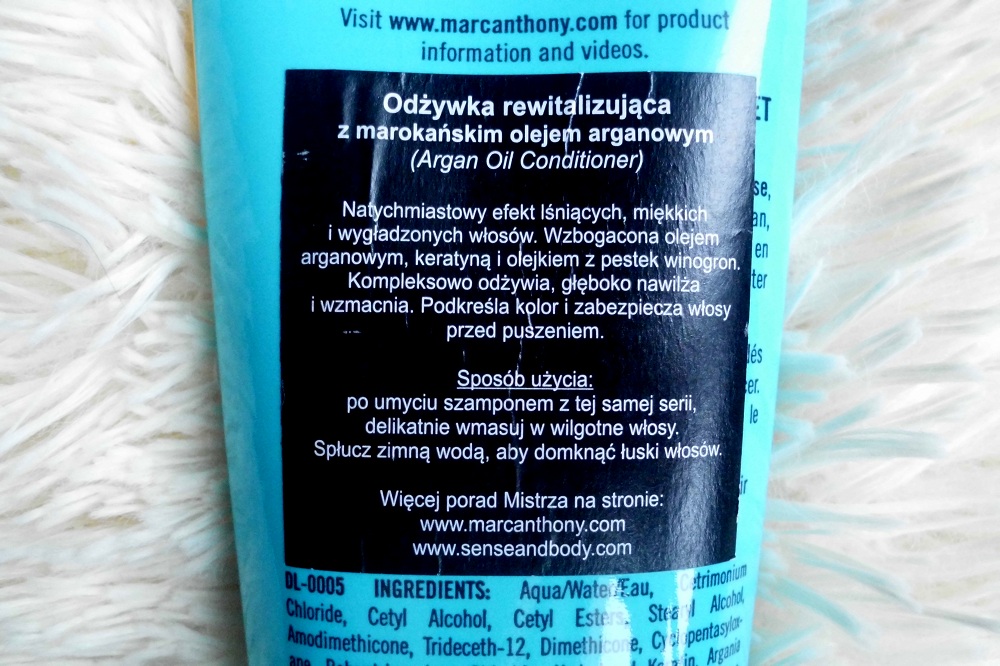 Visit www.marcanthony.com for product
information and videos.
Odżywka rewitalizująca
z marokańskim olejem arganowym
(Argan Oil Conditioner)
Natychmiastowy efekt lśniących, miękkich
i wygładzonych włosów. Wzbogacona olejem
arganowym, keratyną i olejkiem z pestek winogron.
Kompleksowo odżywia, głęboko nawilża
i wzmacnia. Podkreśla kolor i zabezpiecza włosy
przed puszeniem.
Sposób użycia:
po umyciu szamponem z tej samej serii,
delikatnie wmasuj w wilgotne włosy.
Spłucz zimną wodą, aby domknąć łuski włosów.
Więcej porad Mistrza na stronie:
www.marcanthony.com
www.senseandbody.com
DL-0005 INGREDIENTS: Aqua/Water/Eau, Cetrimonium
Chloride, Cetyl Alcohol, Cetyl Esters, Stearyl Alcohol,
Amodimethicone, Trideceth-12, Dimethicone, Cyclopentasilox-
Keratin, Argania